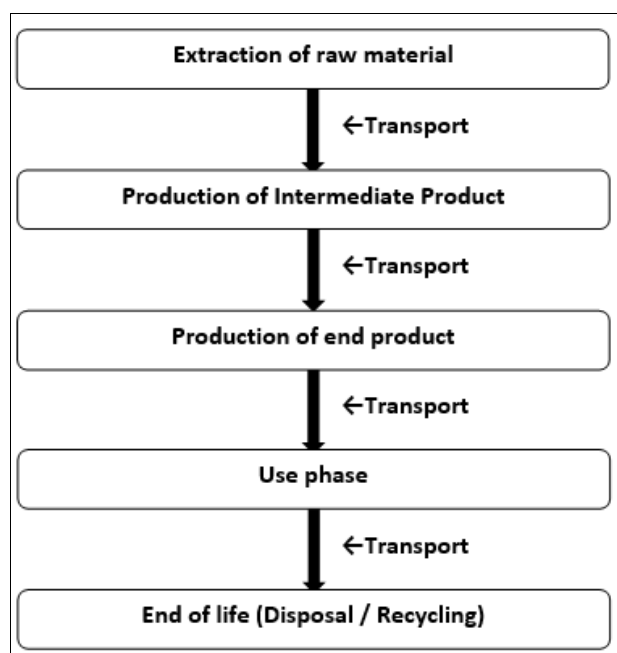 Extraction of raw material
←Transport
Production of Intermediate Product
←Transport
Production of end product
←Transport
Use phase
←Transport
End of life (Disposal / Recycling)